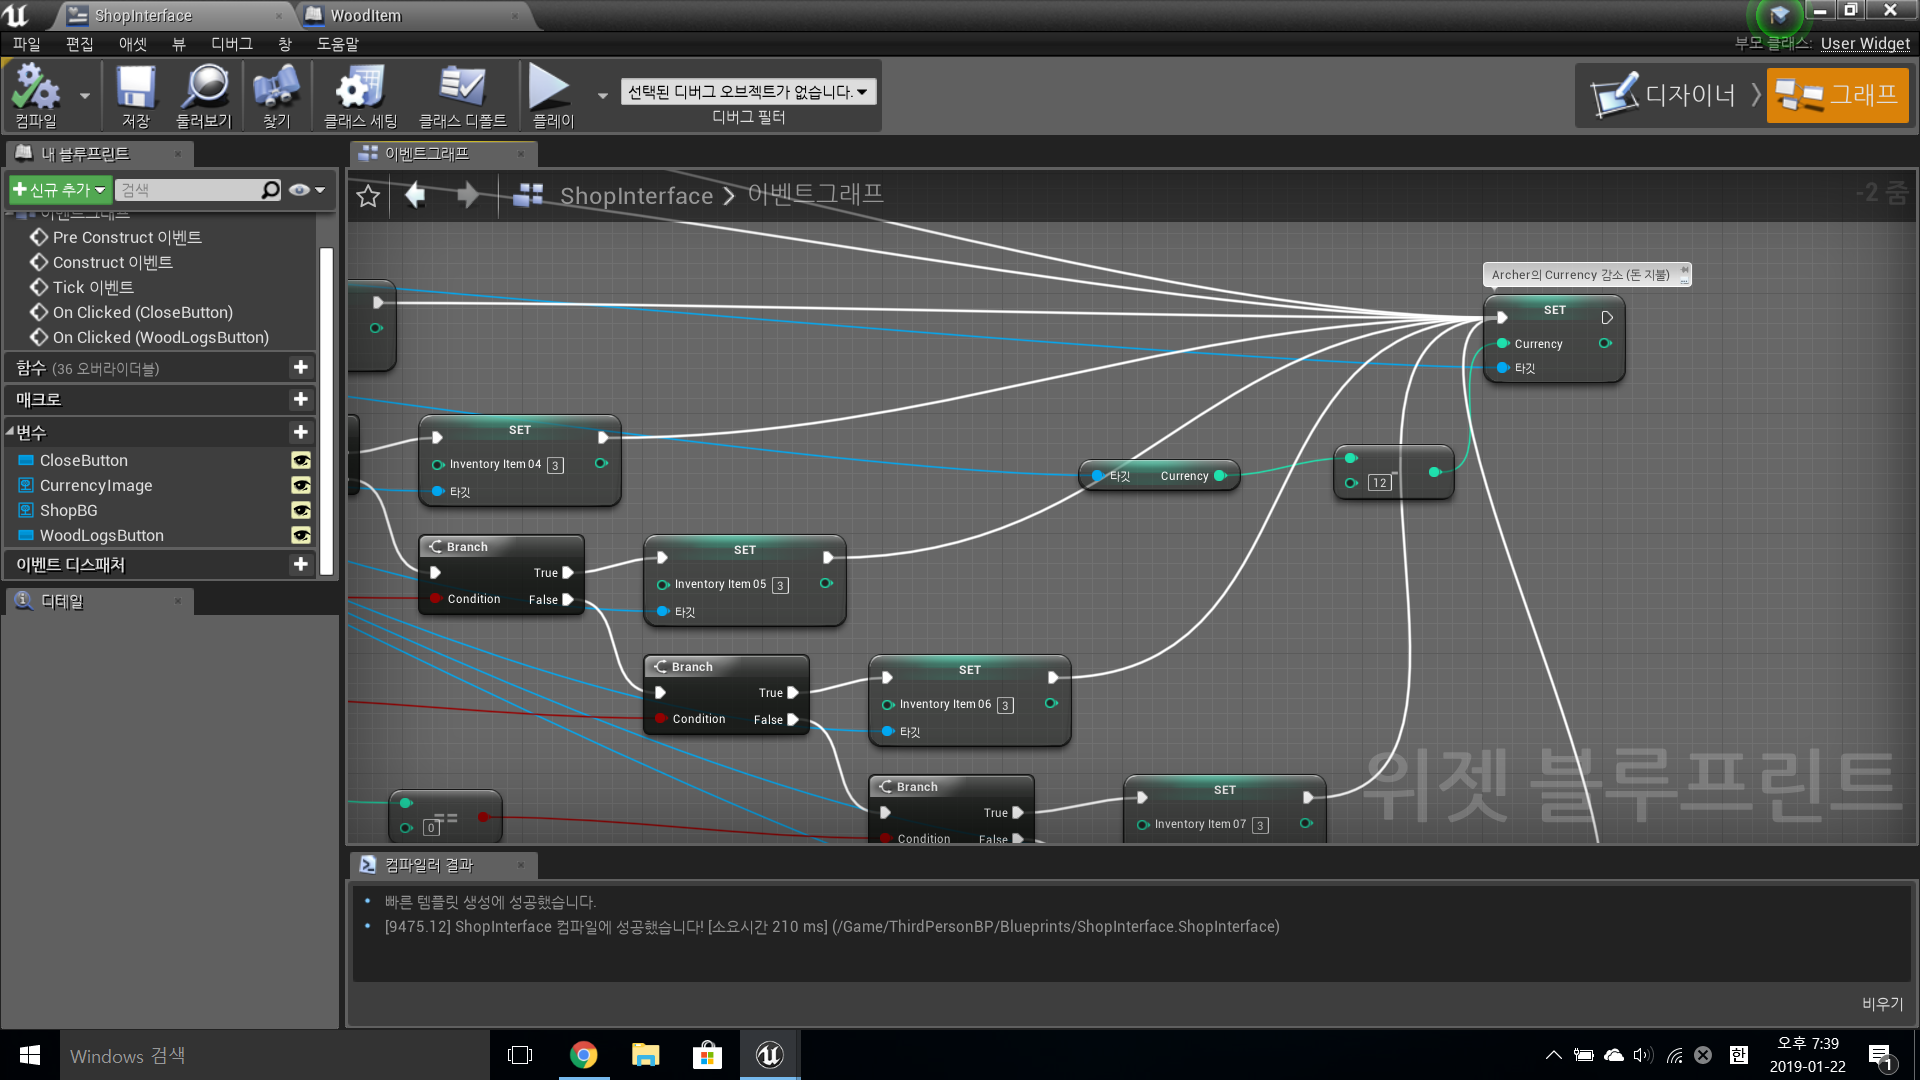 ShopInterface
WoodItem
파일 편집 애셋 뷰 디버그 창 도움말
부모 클래스: User Widget
컴파일
저장
둘러보기
찾기
클래스 세팅
클래스 디폴트
플레이
선택된 디버그 오브젝트가 없습니다.
디버그 필터
디자이너
그래프
내 블루프린트
이벤트그래프
신규 추가
검색
ShopInterface > 이벤트그래프
-2 줌
이벤트그래프
Pre Construct 이벤트
Construct 이벤트
Tick 이벤트
On Clicked (CloseButton)
On Clicked (WoodLogsButton)
함수 (36 오버라이더블)
매크로
변수
CloseButton
CurrencyImage
ShopBG
WoodLogsButton
이벤트 디스패처
디테일
Archer의 Currency 감소 (돈 지불)
SET
Currency
타깃
SET
Inventory Item 04 3
타깃
타깃 Currency
-
12
Branch
True
Condition False
SET
Inventory Item 05 3
타깃
Branch
True
Condition False
SET
Inventory Item 06 3
타깃
Branch
True
Condition False
SET
Inventory Item 07 3
==
0
위젯 블루프린트
컴파일러 결과
빠른 템플릿 생성에 성공했습니다.
[9475.12] ShopInterface 컴파일에 성공했습니다! [소요시간 210 ms] (/Game/ThirdPersonBP/Blueprints/ShopInterface.ShopInterface)
비우기
Windows 검색
한
오후 7:39
2019-01-22
1